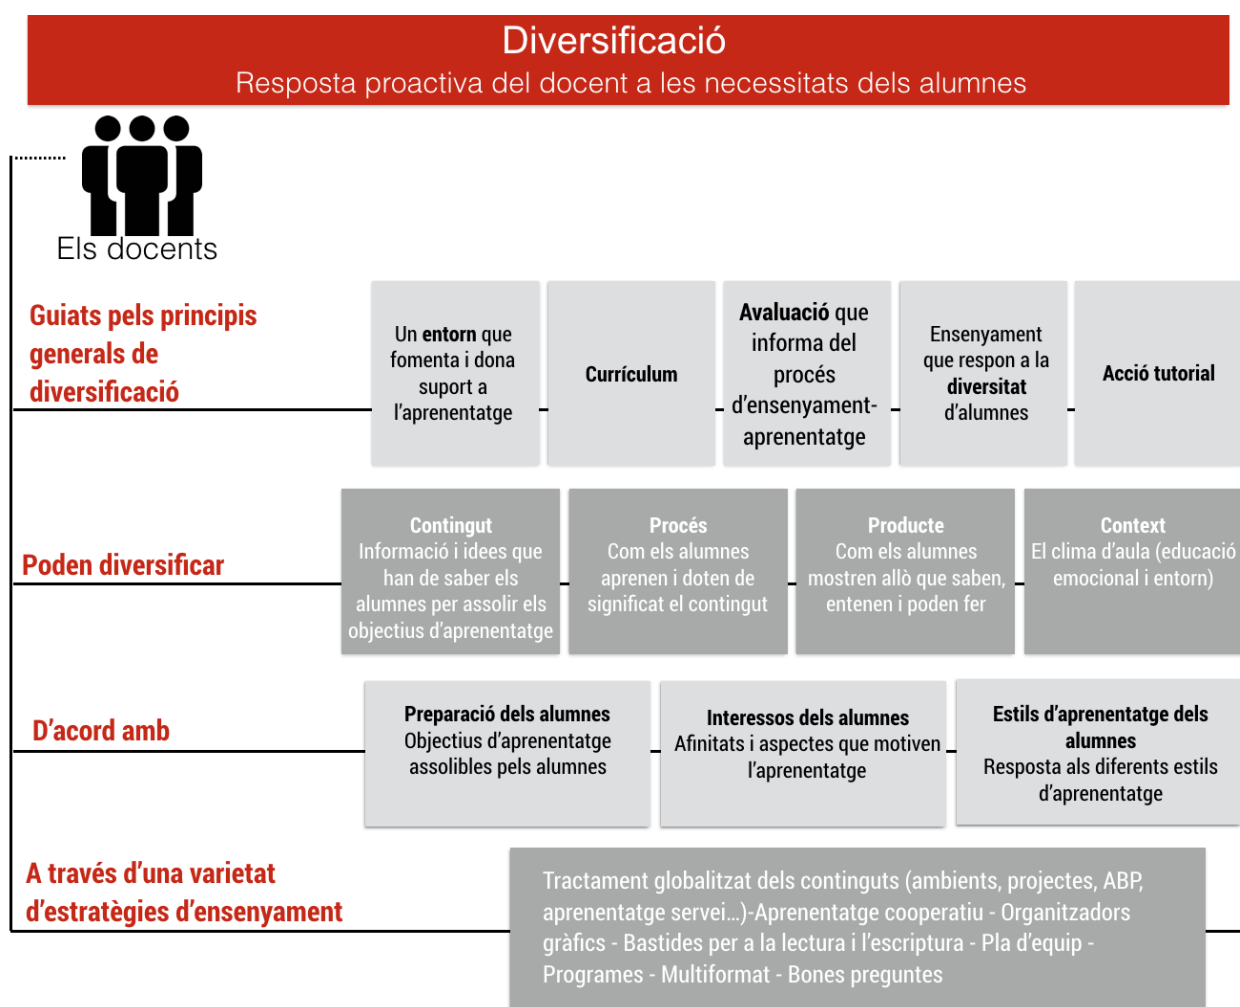 Diversificació
Resposta proactiva del docent a les necessitats dels alumnes
Els docents
Guiats pels principis
generals de
diversificació
Un entorn que
fomenta i dona
suport a
l'aprenentatge
Currículum
Avaluació que
informa del
procés
d'ensenyament-
aprenentatge
Ensenyament
que respon a la
diversitat
d'alumnes
Acció tutorial
Poden diversificar
Contingut
Informació i idees que
han de saber els
alumnes per assolir els
objectius d'aprenentatge
Procés
Com els alumnes
aprenen i doten de
significat el contingut
Producte
Com els alumnes
mostren allò que saben,
entenen i poden fer
Context
El clima d'aula (educació
emocional i entorn)
D'acord amb
Preparació dels alumnes
Objectius d'aprenentatge
assolibles pels alumnes
Interessos dels alumnes
Afinitats i aspectes que motiven
l'aprenentatge
Estils d'aprenentatge dels
alumnes
Resposta als diferents estils
d'aprenentatge
A través d'una varietat
d'estratègies d'ensenyament
Tractament globalitzat dels continguts (ambients, projectes, ABP,
aprenentatge servei...)-Aprenentatge cooperatiu - Organitzadors
gràfics - Bastides per a la lectura i l'escriptura - Pla d'equip -
Programes - Multiformat - Bones preguntes